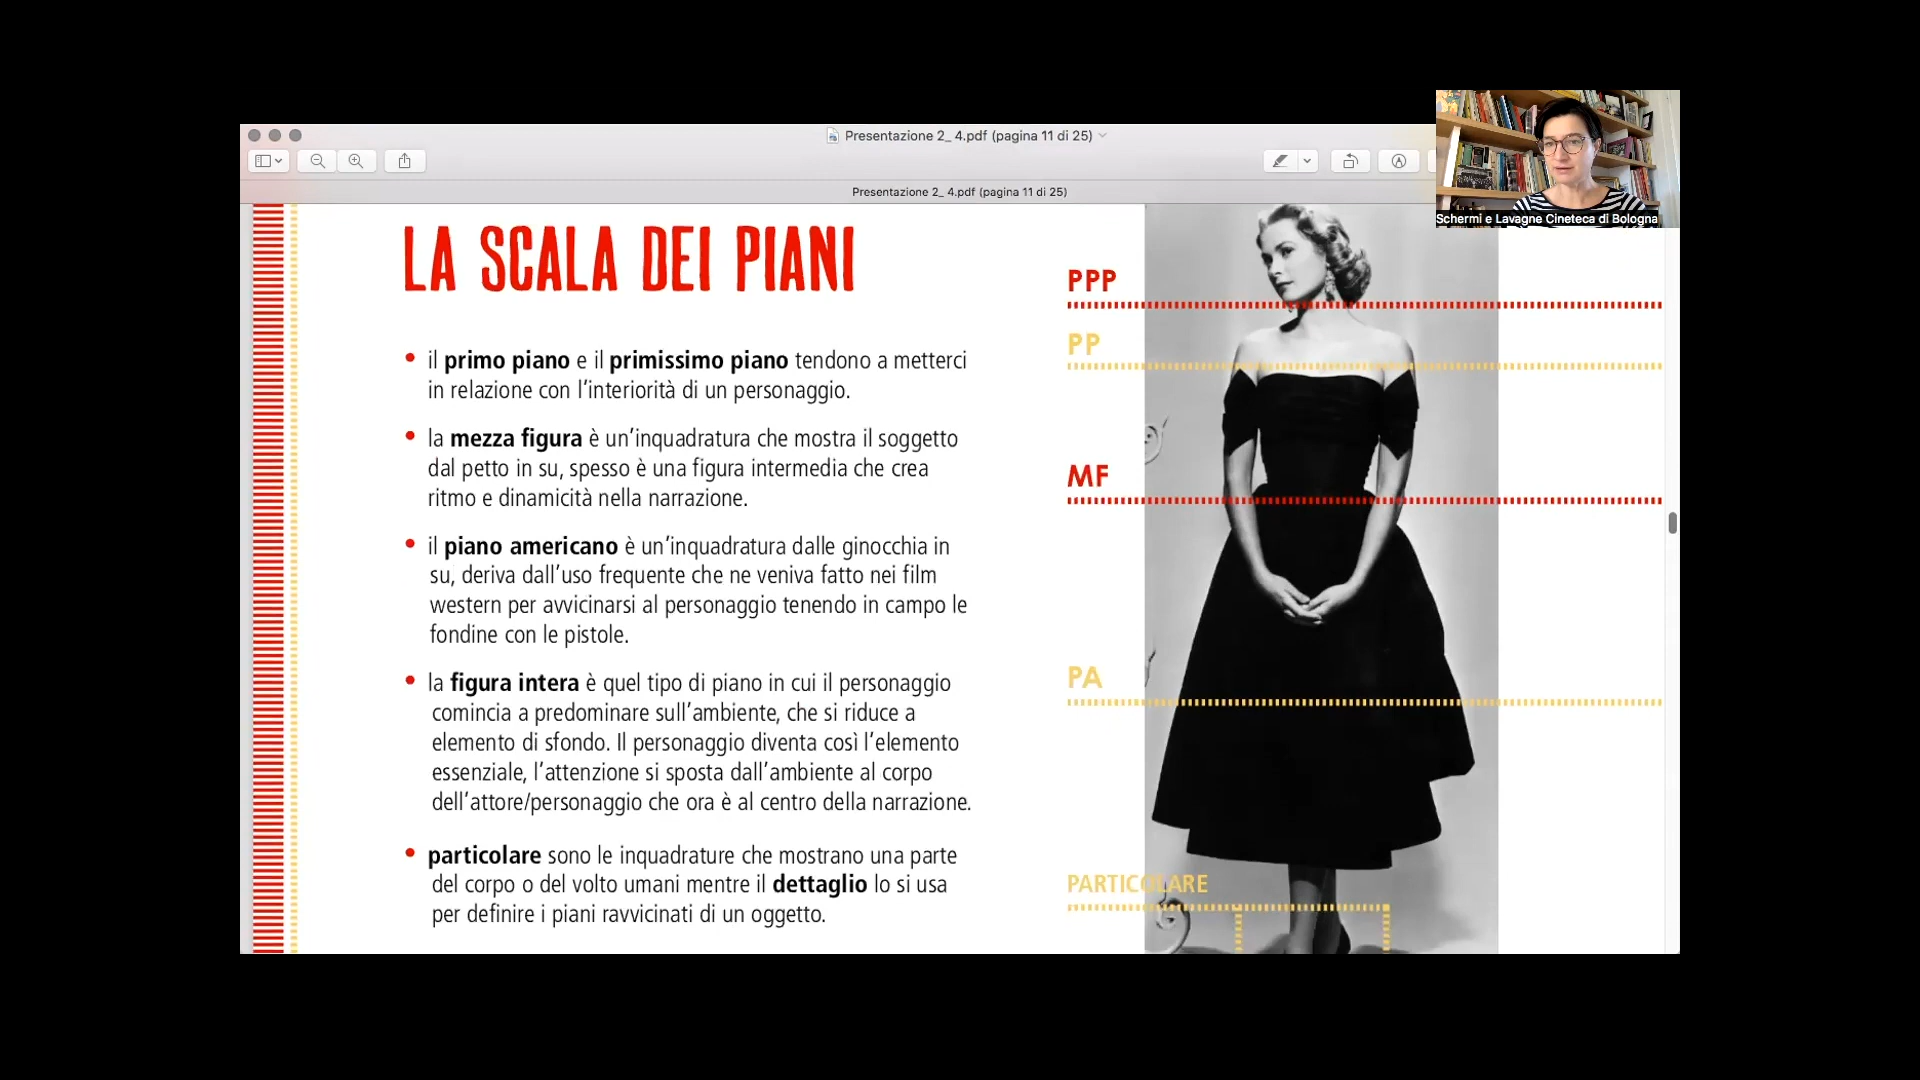 Presentazione 2_ 4.pdf (pagina 11 di 25)
Presentazione 2_ 4.pdf (pagina 11 di 25)
Schermi e Lavagne Cineteca di Bologna
LA SCALA DEI PIANI
• il primo piano e il primissimo piano tendono a metterci
in relazione con l’interiorità di un personaggio.
• la mezza figura è un’inquadratura che mostra il soggetto
dal petto in su, spesso è una figura intermedia che crea
ritmo e dinamicità nella narrazione.
• il piano americano è un’inquadratura dalle ginocchia in
su, deriva dall’uso frequente che ne veniva fatto nei film
western per avvicinarsi al personaggio tenendo in campo le
fondine con le pistole.
• la figura intera è quel tipo di piano in cui il personaggio
comincia a predominare sull’ambiente, che si riduce a
elemento di sfondo. Il personaggio diventa così l’elemento
essenziale, l’attenzione si sposta dall’ambiente al corpo
dell’attore/personaggio che ora è al centro della narrazione.
• particolare sono le inquadrature che mostrano una parte
del corpo o del volto umani mentre il dettaglio lo si usa
per definire i piani ravvicinati di un oggetto.
PPP
PP
MF
PA
PARTICOLARE